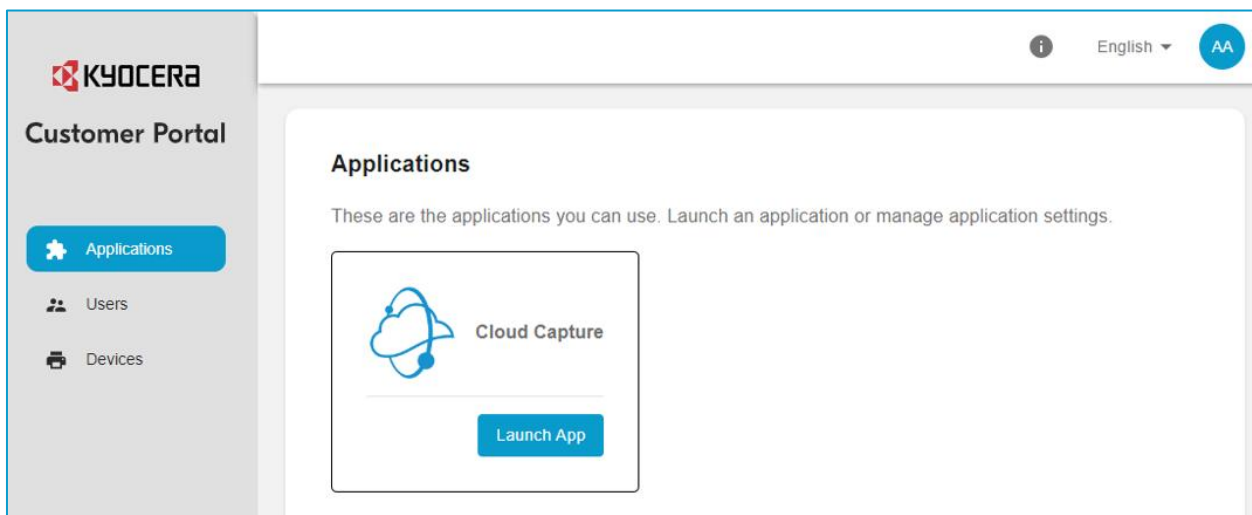 KYOCERA
Customer Portal
Applications
Users
Devices
i
English
AA
Applications
These are the applications you can use. Launch an application or manage application settings.
Cloud Capture
Launch App